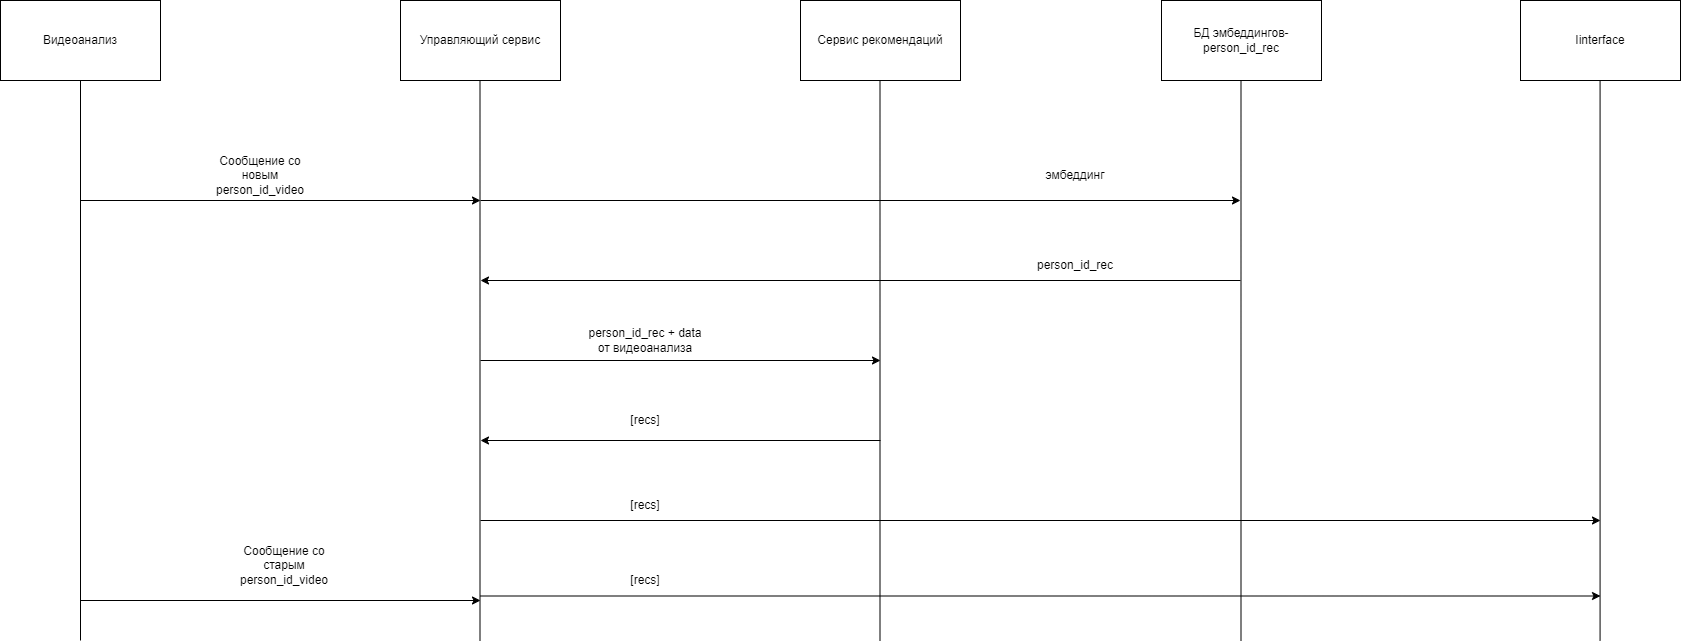 Видеоанализ
Управляющий сервис
Сервис рекомендаций
БД эмбеддингов-
person_id_rec
Iinterface
Сообщение со
новым
person_id_video
эмбеддинг
person_id_rec
person_id_rec + data
от видеоанализа
[recs]
[recs]
Сообщение со
старым
person_id_video
[recs]